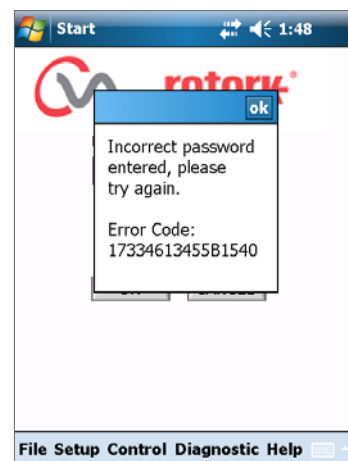 Start 1:48
rotork
ok
Incorrect password
entered, please
try again.
Error Code:
17334613455B1540
File Setup Control Diagnostic Help